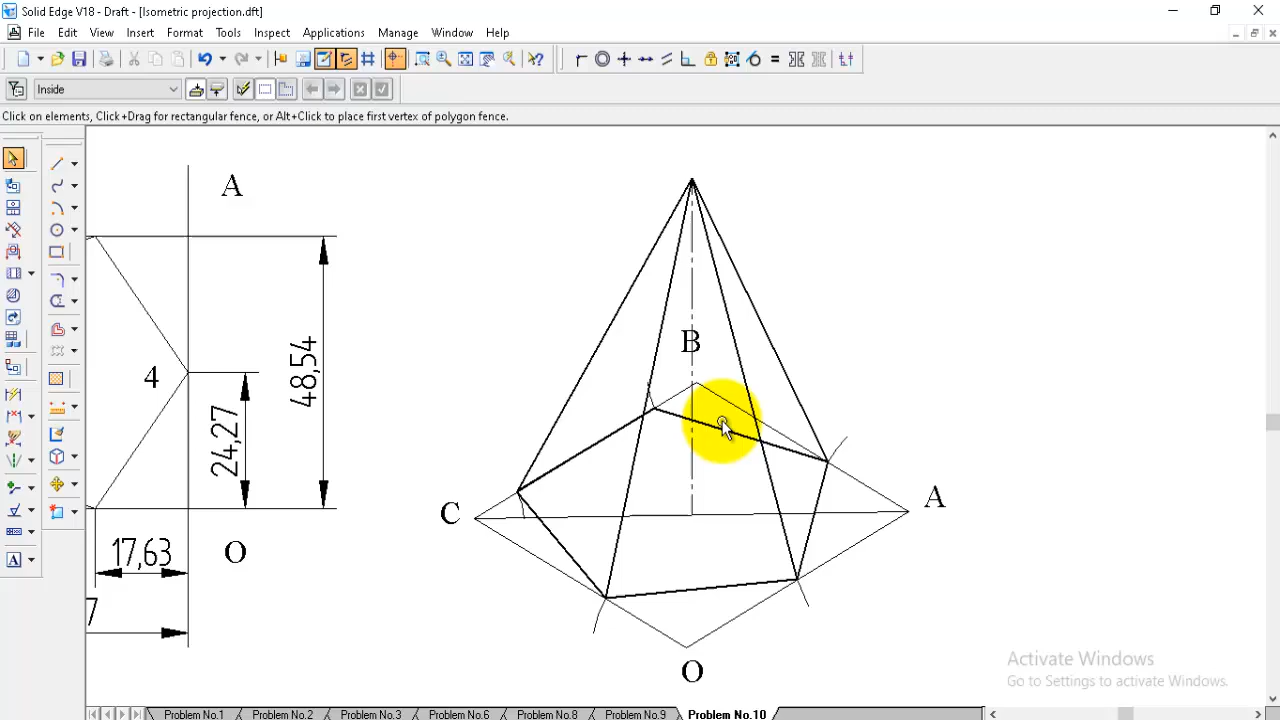 Solid Edge V18 - Draft - [Isometric projection.dft]
File Edit View Insert Format Tools Inspect Applications Manage Window Help
Inside
Click on elements, Click+Drag for rectangular fence, or Alt+Click to place first vertex of polygon fence.
A
B
4
48,54
24,27
C
A
17,63
O
7
O
Activate Windows
Go to Settings to activate Windows.
Problem No.1 Problem No.2 Problem No.3 Problem No.6 Problem No.8 Problem No.9 Problem No.10